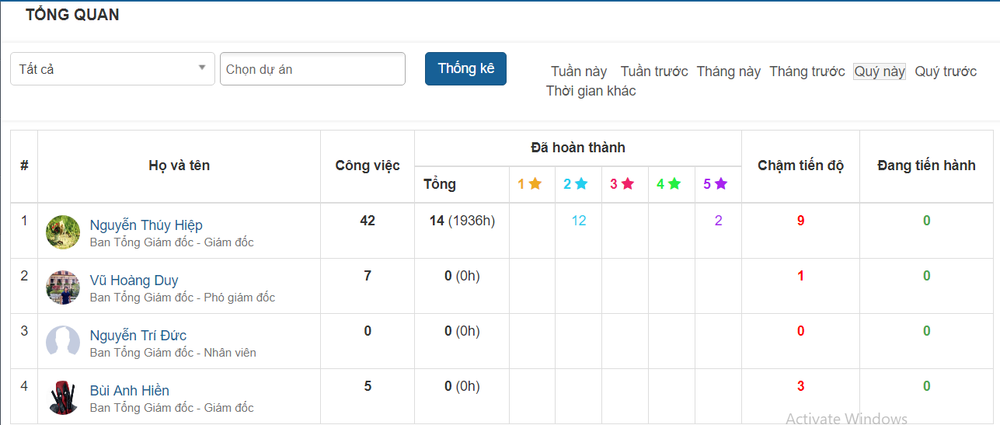 TỔNG QUAN
Tất cả
Chọn dự án
Thống kê
Tuần này Tuần trước Tháng này Tháng trước Quý này Quý trước
Thời gian khác
# Họ và tên Công việc Đã hoàn thành Chậm tiến độ Đang tiến hành
Tổng 1 ★ 2 ★ 3 ★ 4 ★ 5 ★
1 Nguyễn Thúy Hiệp 42 14 (1936h) 12 2 9 0
Ban Tổng Giám đốc - Giám đốc
2 Vũ Hoàng Duy 7 0 (0h) 1 0
Ban Tổng Giám đốc - Phó giám đốc
3 Nguyễn Trí Đức 0 0 (0h) 0 0
Ban Tổng Giám đốc - Nhân viên
4 Bùi Anh Hiền 5 0 (0h) 3 0
Ban Tổng Giám đốc - Giám đốc
Activate Windows